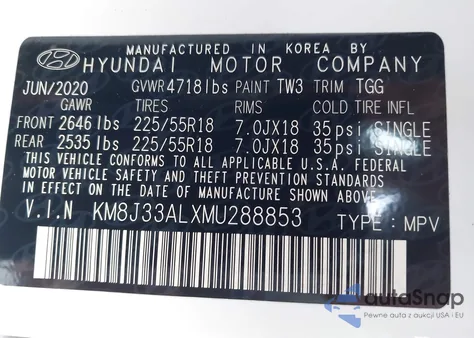 MANUFACTURED IN KOREA BY
HYUNDAI MOTOR COMPANY
JUN/2020 GVWR 4718lbs PAINT TW3 TRIM TGG
GAWR TIRES RIMS COLD TIRE INFL
FRONT 2646lbs 225/55R18 7.0JX18 35psi SINGLE
REAR 2535lbs 225/55R18 7.0JX18 35psi SINGLE
THIS VEHICLE CONFORMS TO ALL APPLICABLE U.S.A. FEDERAL
MOTOR VEHICLE SAFETY, BUMPER, AND THEFT PREVENTION STANDARDS
IN EFFECT ON THE DATE OF MANUFACTURE SHOWN ABOVE.
V.I.N KM8J33ALXMU288853 TYPE : MPV
autoSnap
Pewne auta z aukcji USA i EU